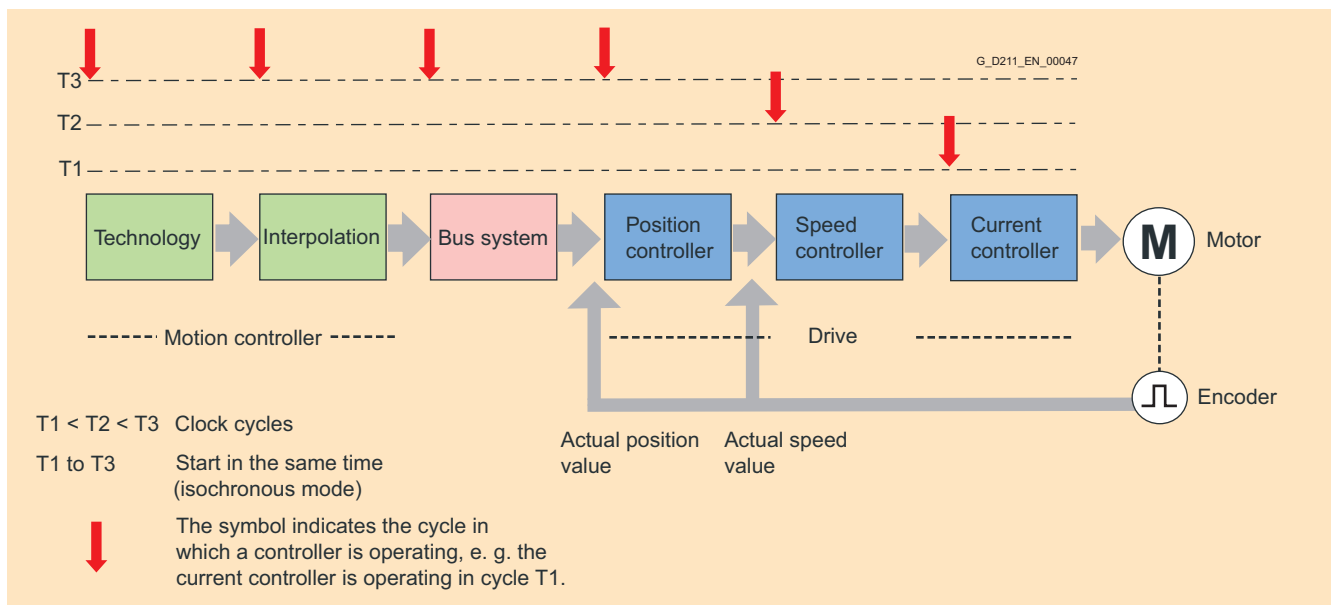 G_D211_EN_00047
T3
T2
T1
Technology
Interpolation
Bus system
Position
controller
Speed
controller
Current
controller
M
Motor
Motion controller
Drive
Encoder
Actual position
value
Actual speed
value
T1 < T2 < T3 Clock cycles
T1 to T3 Start in the same time
(isochronous mode)
The symbol indicates the cycle in
which a controller is operating, e. g. the
current controller is operating in cycle T1.